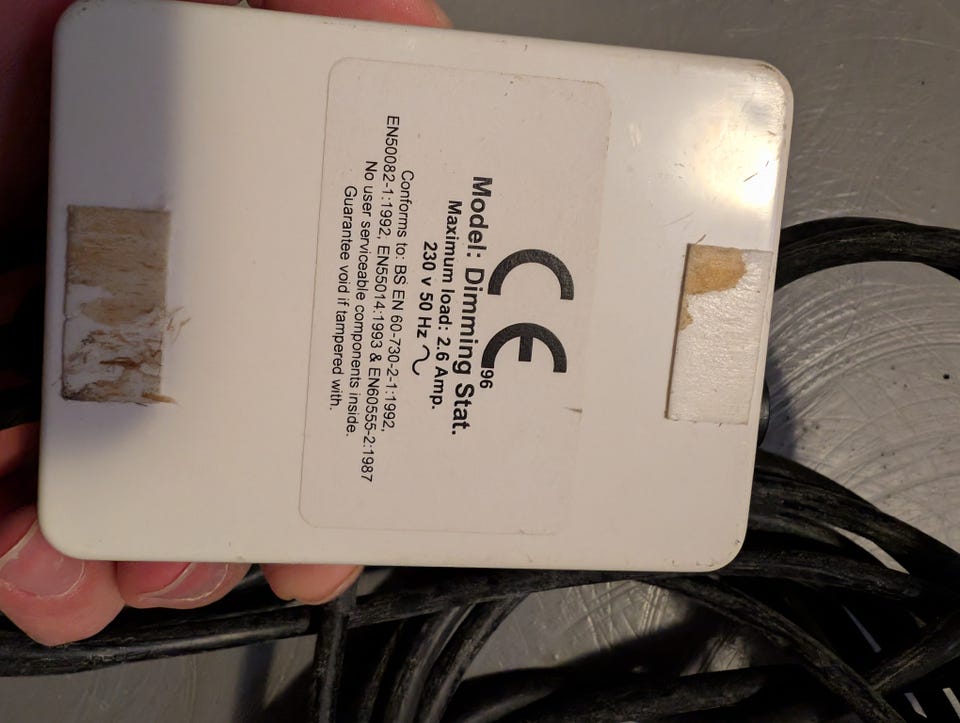 CE
96
Model: Dimming Stat.
Maximum load: 2.6 Amp.
230 v 50 Hz ∿
Conforms to: BS EN 60-730-2-1:1992,
EN50082-1:1992, EN55014:1993 & EN60555-2:1987
No user serviceable components inside.
Guarantee void if tampered with.